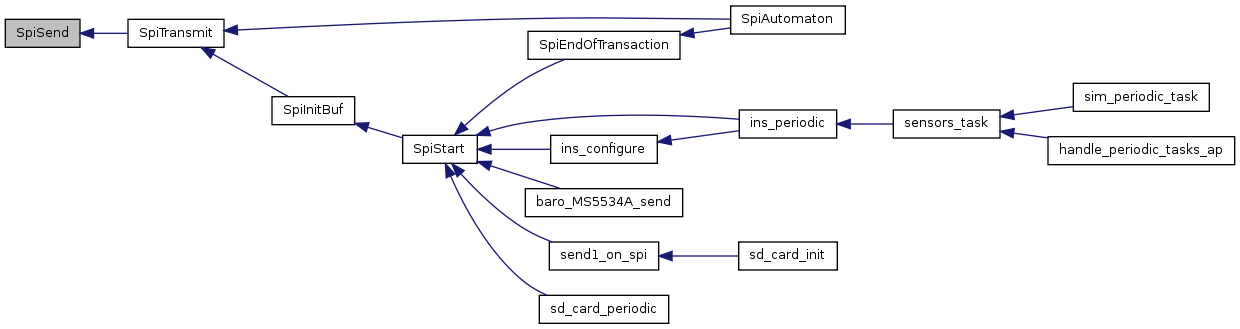 SpiSend
SpiTransmit
SpiAutomaton
SpiEndOfTransaction
SpiInitBuf
SpiStart
ins_periodic
sensors_task
sim_periodic_task
handle_periodic_tasks_ap
ins_configure
baro_MS5534A_send
send1_on_spi
sd_card_init
sd_card_periodic